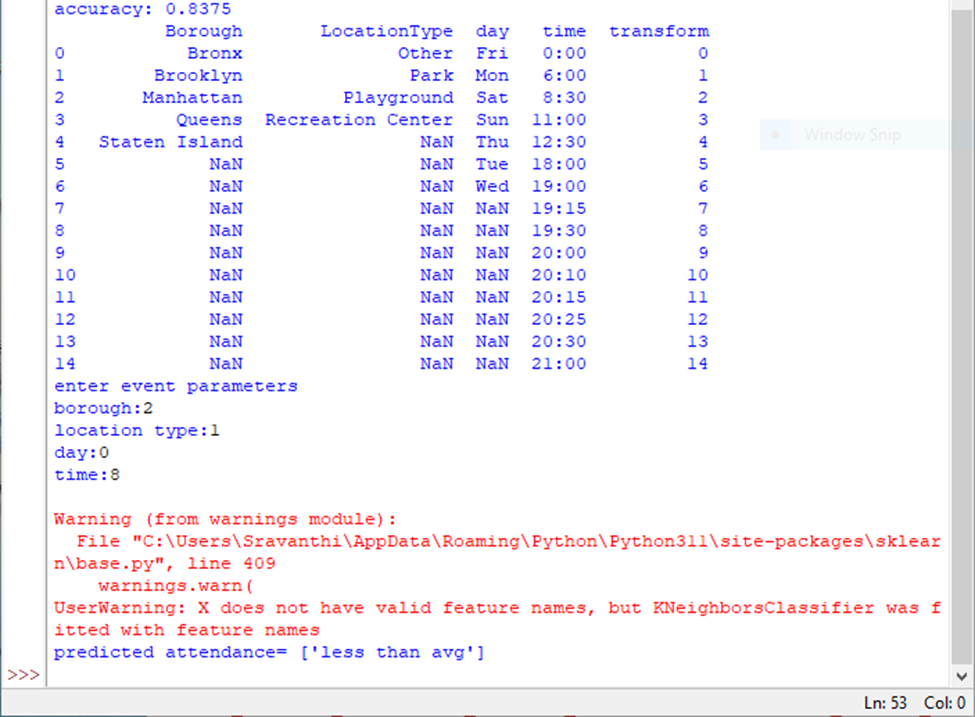 accuracy: 0.8375
Borough LocationType day time transform
0 Bronx Other Fri 0:00 0
1 Brooklyn Park Mon 6:00 1
2 Manhattan Playground Sat 8:30 2
3 Queens Recreation Center Sun 11:00 3
4 Staten Island NaN Thu 12:30 4
5 NaN NaN Tue 18:00 5
6 NaN NaN Wed 19:00 6
7 NaN NaN NaN 19:15 7
8 NaN NaN NaN 19:30 8
9 NaN NaN NaN 20:00 9
10 NaN NaN NaN 20:10 10
11 NaN NaN NaN 20:15 11
12 NaN NaN NaN 20:25 12
13 NaN NaN NaN 20:30 13
14 NaN NaN NaN 21:00 14
Window Snip
enter event parameters
borough:2
location type:1
day:0
time:8
Warning (from warnings module):
File "C:\Users\Sravanthi\AppData\Roaming\Python\Python311\site-packages\sklear
n\base.py", line 409
warnings.warn(
UserWarning: X does not have valid feature names, but KNeighborsClassifier was f
itted with feature names
predicted attendance= ['less than avg']
>>>
Ln: 53 Col: 0